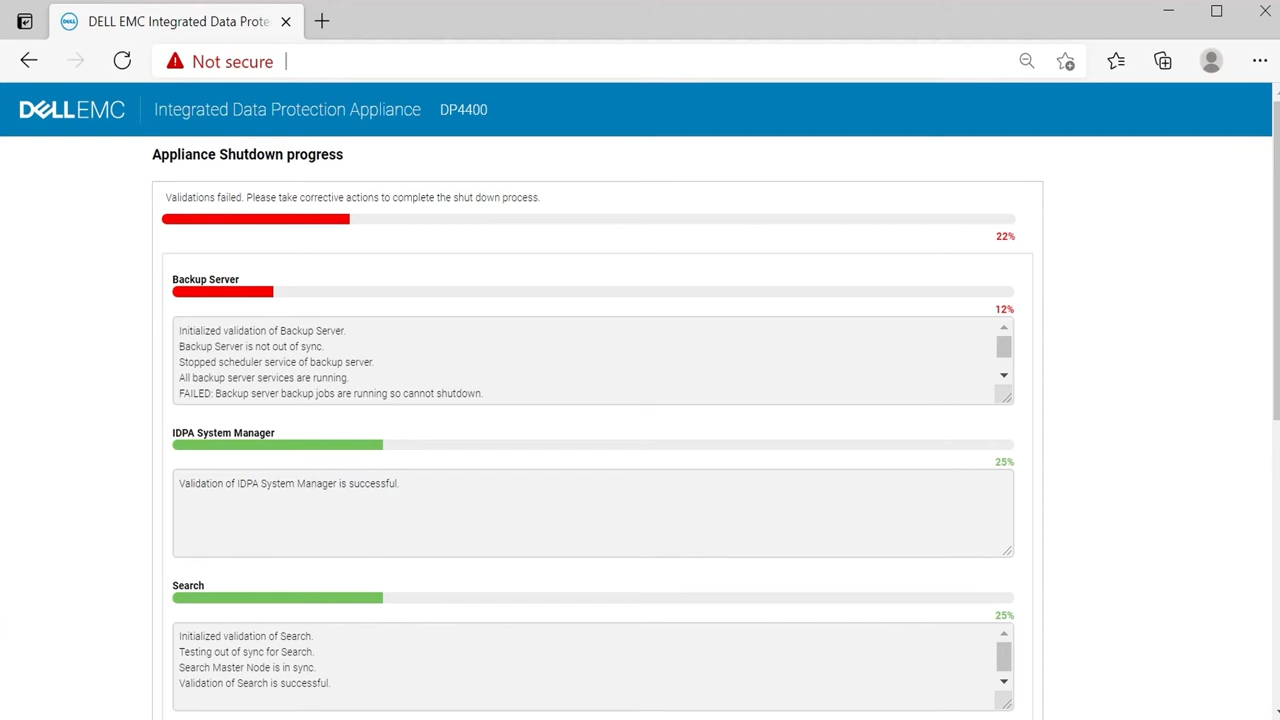 DELL EMC Integrated Data Prote
Not secure
DELLEMC Integrated Data Protection Appliance DP4400
Appliance Shutdown progress
Validations failed. Please take corrective actions to complete the shut down process.
22%
Backup Server
12%
Initialized validation of Backup Server.
Backup Server is not out of sync.
Stopped scheduler service of backup server.
All backup server services are running.
FAILED: Backup server backup jobs are running so cannot shutdown.
IDPA System Manager
25%
Validation of IDPA System Manager is successful.
Search
25%
Initialized validation of Search.
Testing out of sync for Search.
Search Master Node is in sync.
Validation of Search is successful.